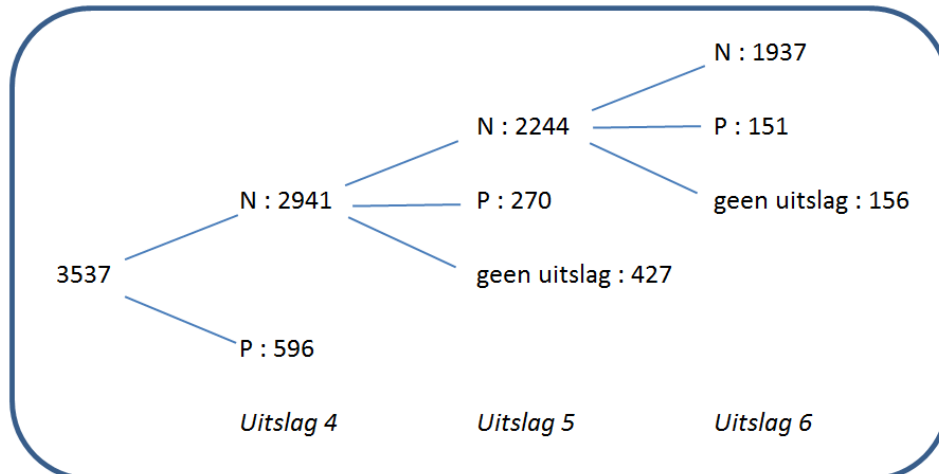 N : 1937
N : 2244
P : 151
N : 2941
P : 270
geen uitslag : 156
3537
geen uitslag : 427
P : 596
Uitslag 4
Uitslag 5
Uitslag 6